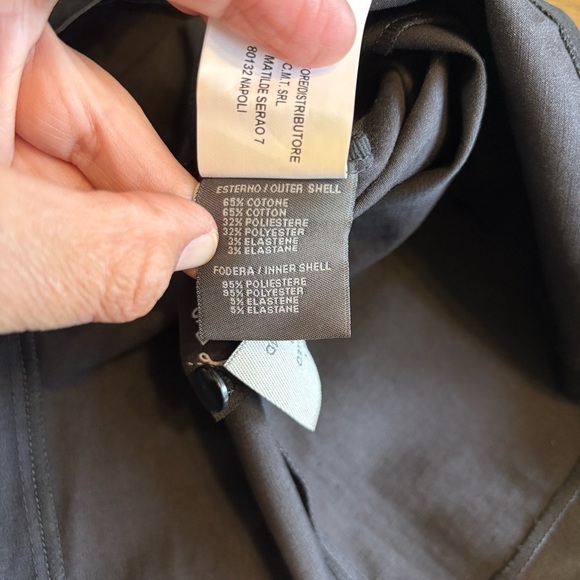 ORE/DISTRIBUTORE
C.M.T. SRL
MATILDE SERAO 7
80132 NAPOLI
ESTERNO / OUTER SHELL
65% COTONE
65% COTTON
32% POLIESTERE
32% POLYESTER
3% ELASTENE
3% ELASTENE
FODERA / INNER SHELL
95% POLIESTERE
95% POLYESTER
5% ELASTENE
5% ELASTANE